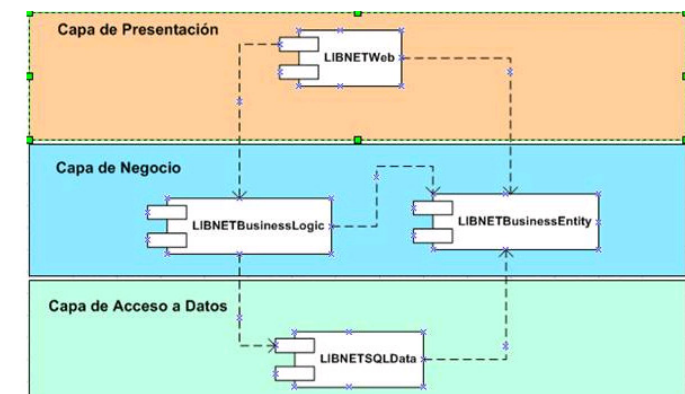 Capa de Presentación
LIBNETWeb
Capa de Negocio
LIBNETBusinessLogic
LIBNETBusinessEntity
Capa de Acceso a Datos
LIBNETSQLData